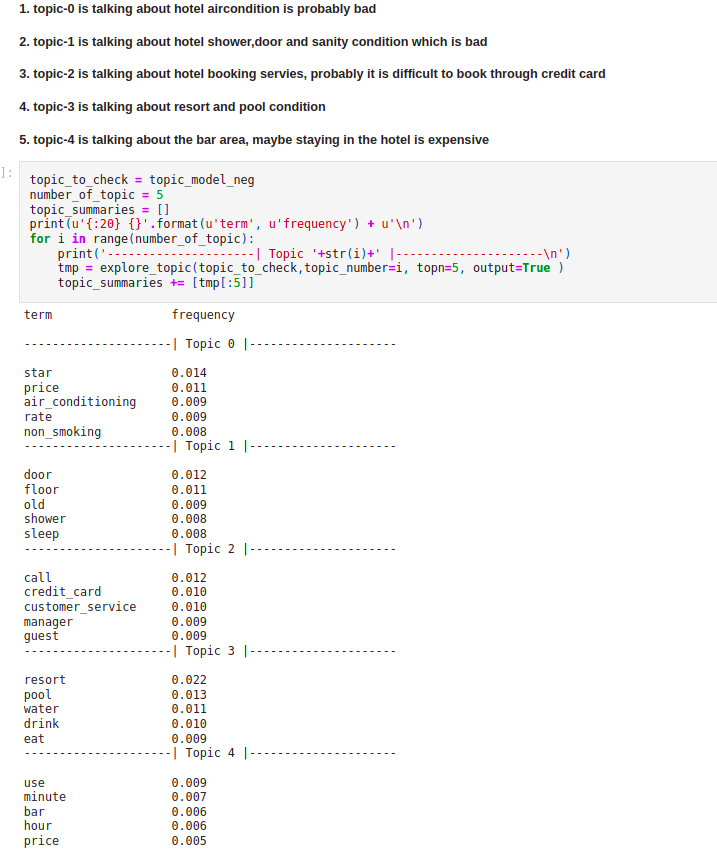 1. topic-0 is talking about hotel aircondition is probably bad
2. topic-1 is talking about hotel shower,door and sanity condition which is bad
3. topic-2 is talking about hotel booking servies, probably it is difficult to book through credit card
4. topic-3 is talking about resort and pool condition
5. topic-4 is talking about the bar area, maybe staying in the hotel is expensive
]:
topic_to_check = topic_model_neg
number_of_topic = 5
topic_summaries = []
print(u'{:20} {}'.format(u'term', u'frequency') + u'\n')
for i in range(number_of_topic):
    print('---------------------| Topic '+str(i)+' |---------------------\n')
    tmp = explore_topic(topic_to_check,topic_number=i, topn=5, output=True )
    topic_summaries += [tmp[:5]]
term                 frequency
---------------------| Topic 0 |---------------------
star                 0.014
price                0.011
air_conditioning     0.009
rate                 0.009
non_smoking          0.008
---------------------| Topic 1 |---------------------
door                 0.012
floor                0.011
old                  0.009
shower               0.008
sleep                0.008
---------------------| Topic 2 |---------------------
call                 0.012
credit_card          0.010
customer_service     0.010
manager              0.009
guest                0.009
---------------------| Topic 3 |---------------------
resort               0.022
pool                 0.013
water                0.011
drink                0.010
eat                  0.009
---------------------| Topic 4 |---------------------
use                  0.009
minute               0.007
bar                  0.006
hour                 0.006
price                0.005